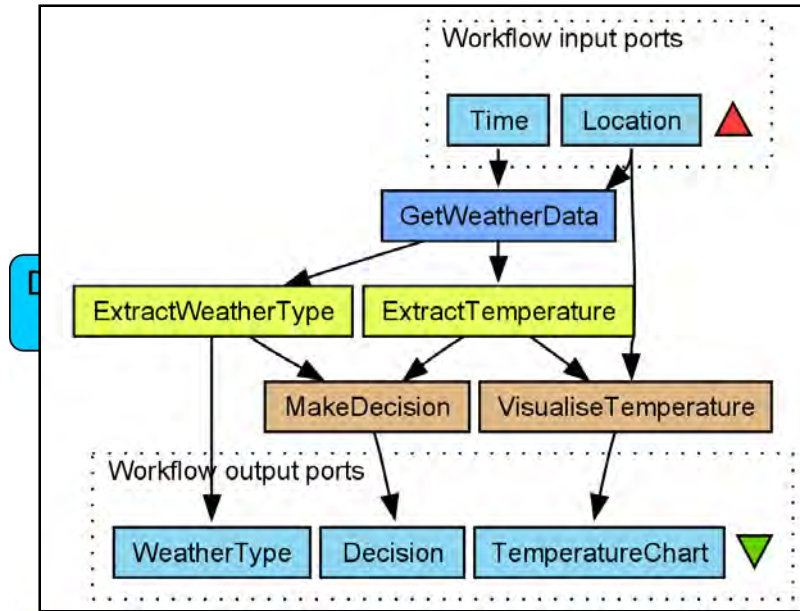 Workflow input ports
Time
Location
GetWeatherData
ExtractWeatherType
ExtractTemperature
MakeDecision
VisualiseTemperature
Workflow output ports
WeatherType
Decision
TemperatureChart